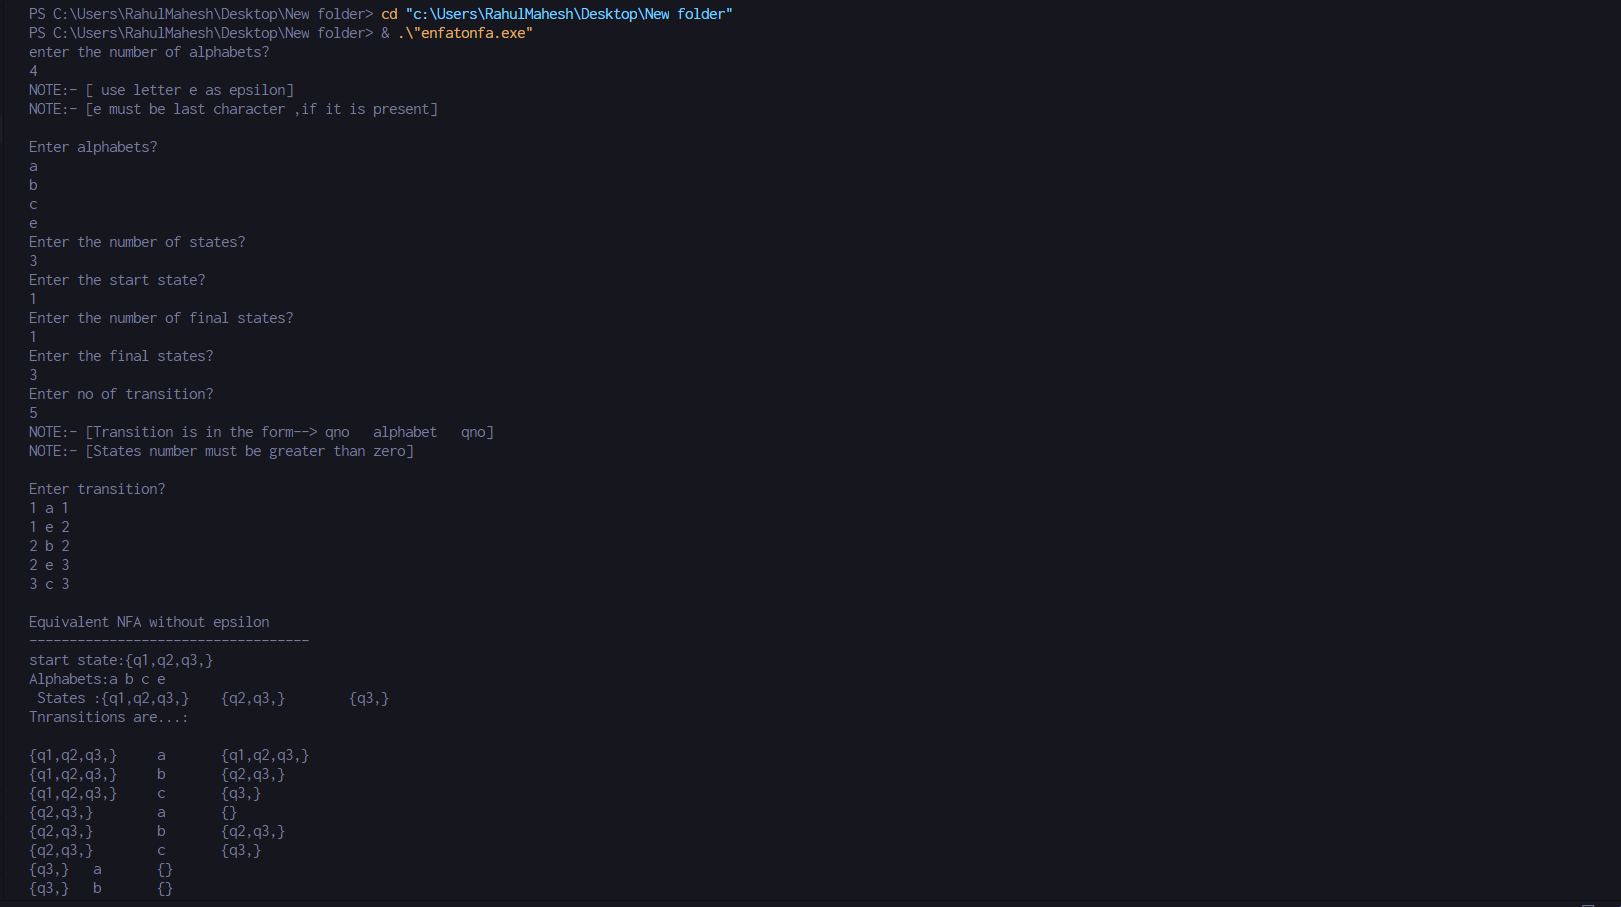 PS C:\Users\RahulMahesh\Desktop\New folder> cd "c:\Users\RahulMahesh\Desktop\New folder"
PS C:\Users\RahulMahesh\Desktop\New folder> & .\"enfatonfa.exe"
enter the number of alphabets?
4
NOTE:- [ use letter e as epsilon]
NOTE:- [e must be last character ,if it is present]

Enter alphabets?
a
b
c
e
Enter the number of states?
3
Enter the start state?
1
Enter the number of final states?
1
Enter the final states?
3
Enter no of transition?
5
NOTE:- [Transition is in the form--> qno   alphabet   qno]
NOTE:- [States number must be greater than zero]

Enter transition?
1 a 1
1 e 2
2 b 2
2 e 3
3 c 3

Equivalent NFA without epsilon
-----------------------------------
start state:{q1,q2,q3,}
Alphabets:a b c e
 States :{q1,q2,q3,}    {q2,q3,}        {q3,}
Tnransitions are...:

{q1,q2,q3,}     a       {q1,q2,q3,}
{q1,q2,q3,}     b       {q2,q3,}
{q1,q2,q3,}     c       {q3,}
{q2,q3,}        a       {}
{q2,q3,}        b       {q2,q3,}
{q2,q3,}        c       {q3,}
{q3,}   a       {}
{q3,}   b       {}